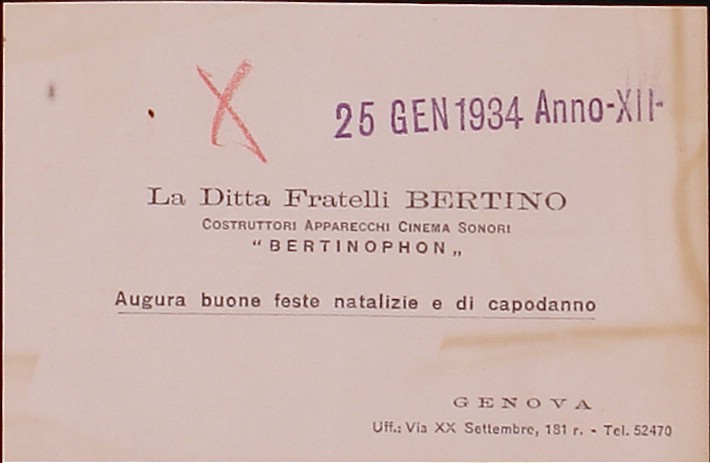 25 GEN 1934 Anno-XII-
La Ditta Fratelli BERTINO
COSTRUTTORI APPARECCHI CINEMA SONORI
“ BERTINOPHON „
Augura buone feste natalizie e di capodanno
GENOVA
Uff.: Via XX Settembre, 181 r. - Tel. 52470